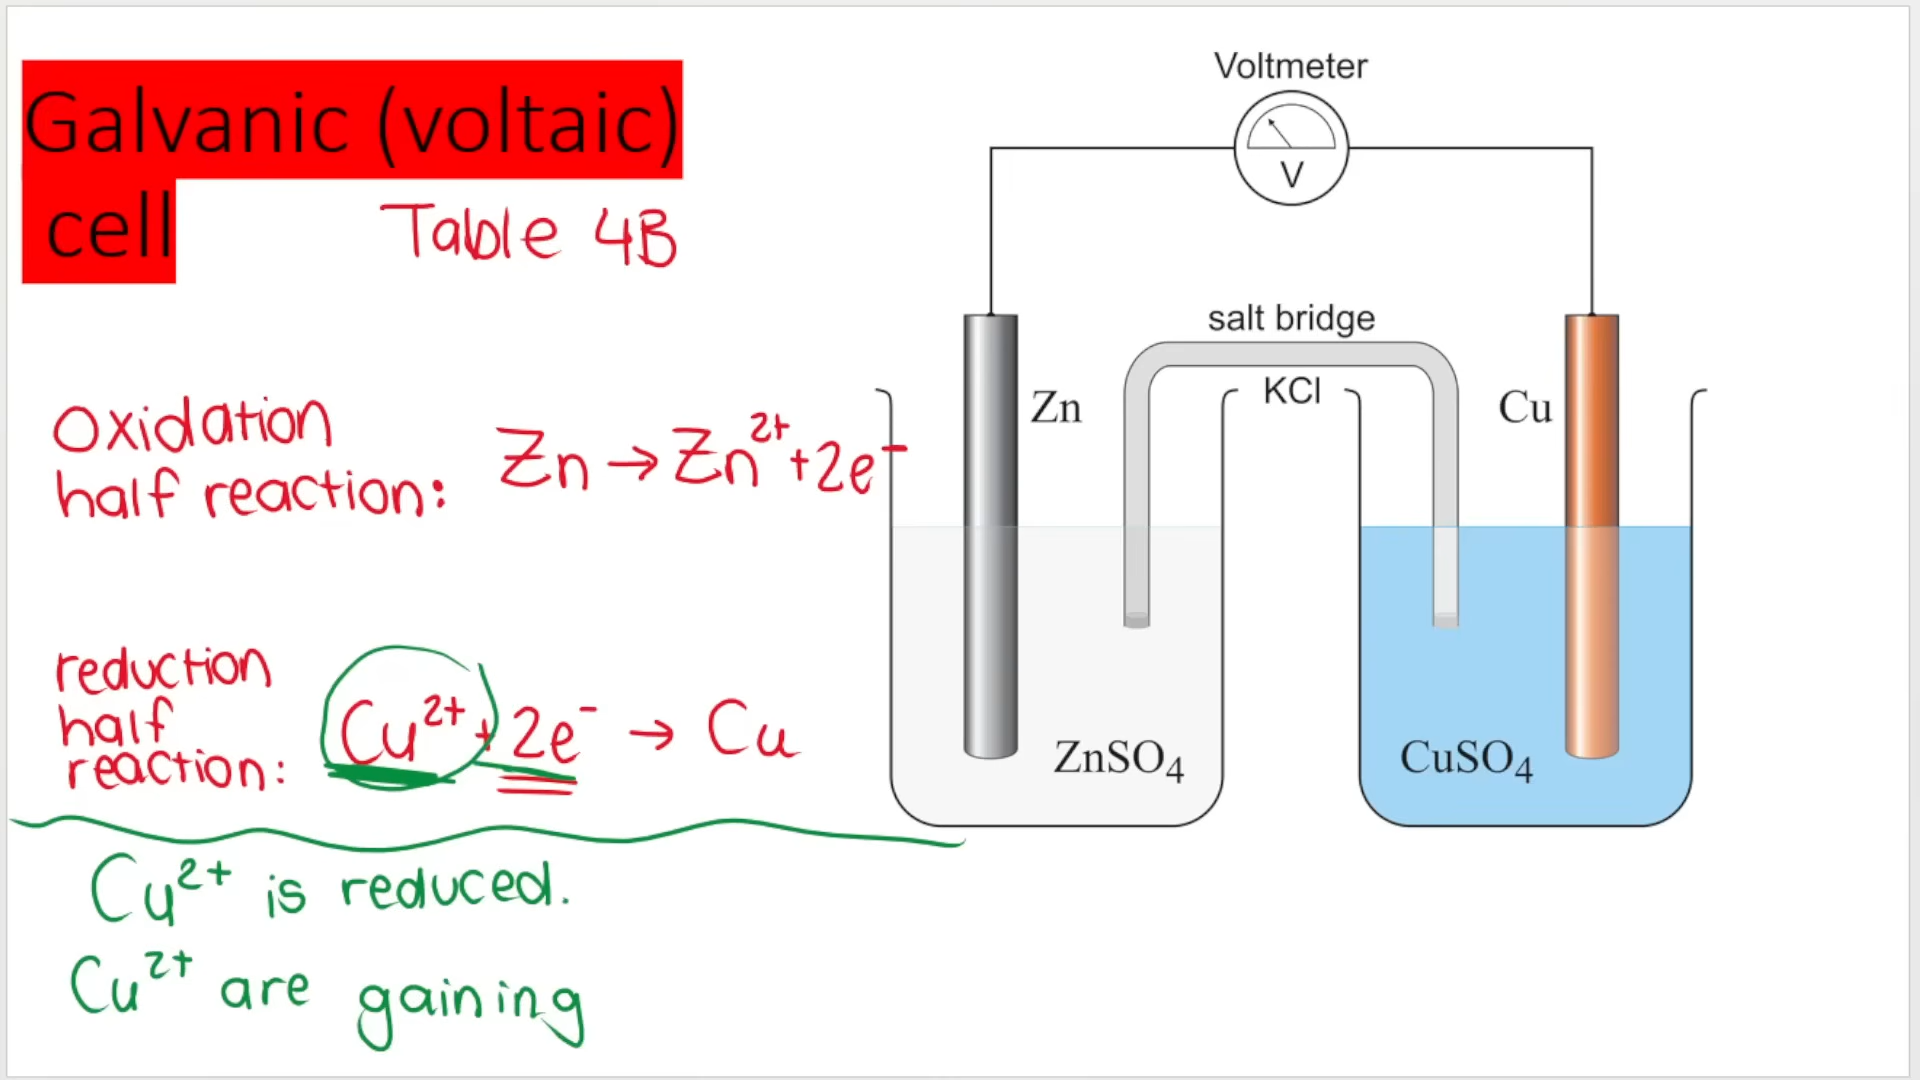 Galvanic (voltaic)
cell
Table 4B
Oxidation
half reaction:
Zn → Zn²⁺ + 2e⁻
reduction
half
reaction:
Cu²⁺ + 2e⁻ → Cu
Cu²⁺ is reduced.
Cu²⁺ are gaining
Voltmeter
V
salt bridge
KCl
Zn
Cu
ZnSO₄
CuSO₄